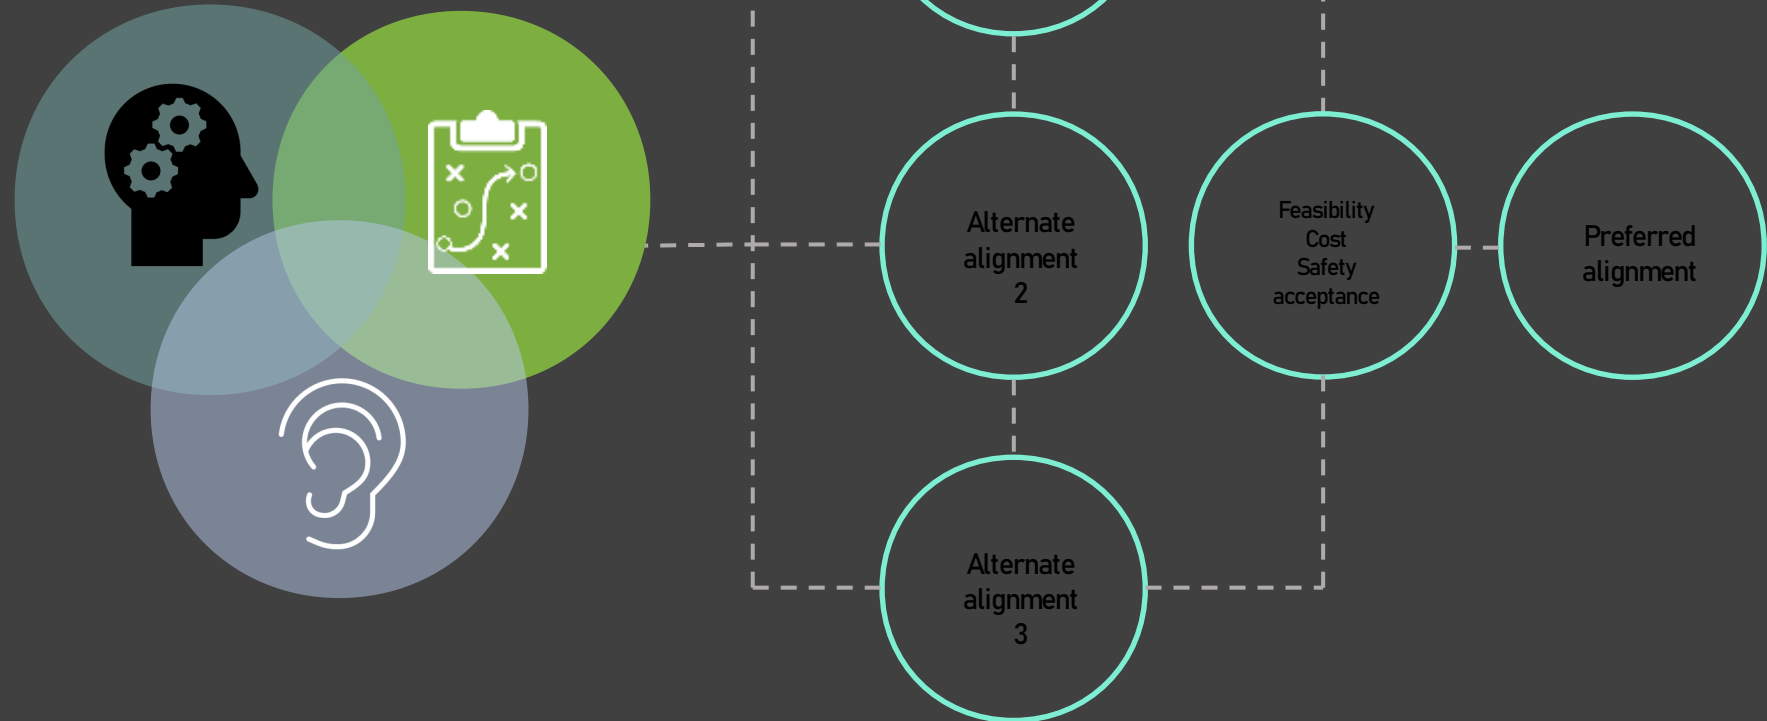 Alternate
alignment
2
Feasibility
Cost
Safety
acceptance
Preferred
alignment
Alternate
alignment
3